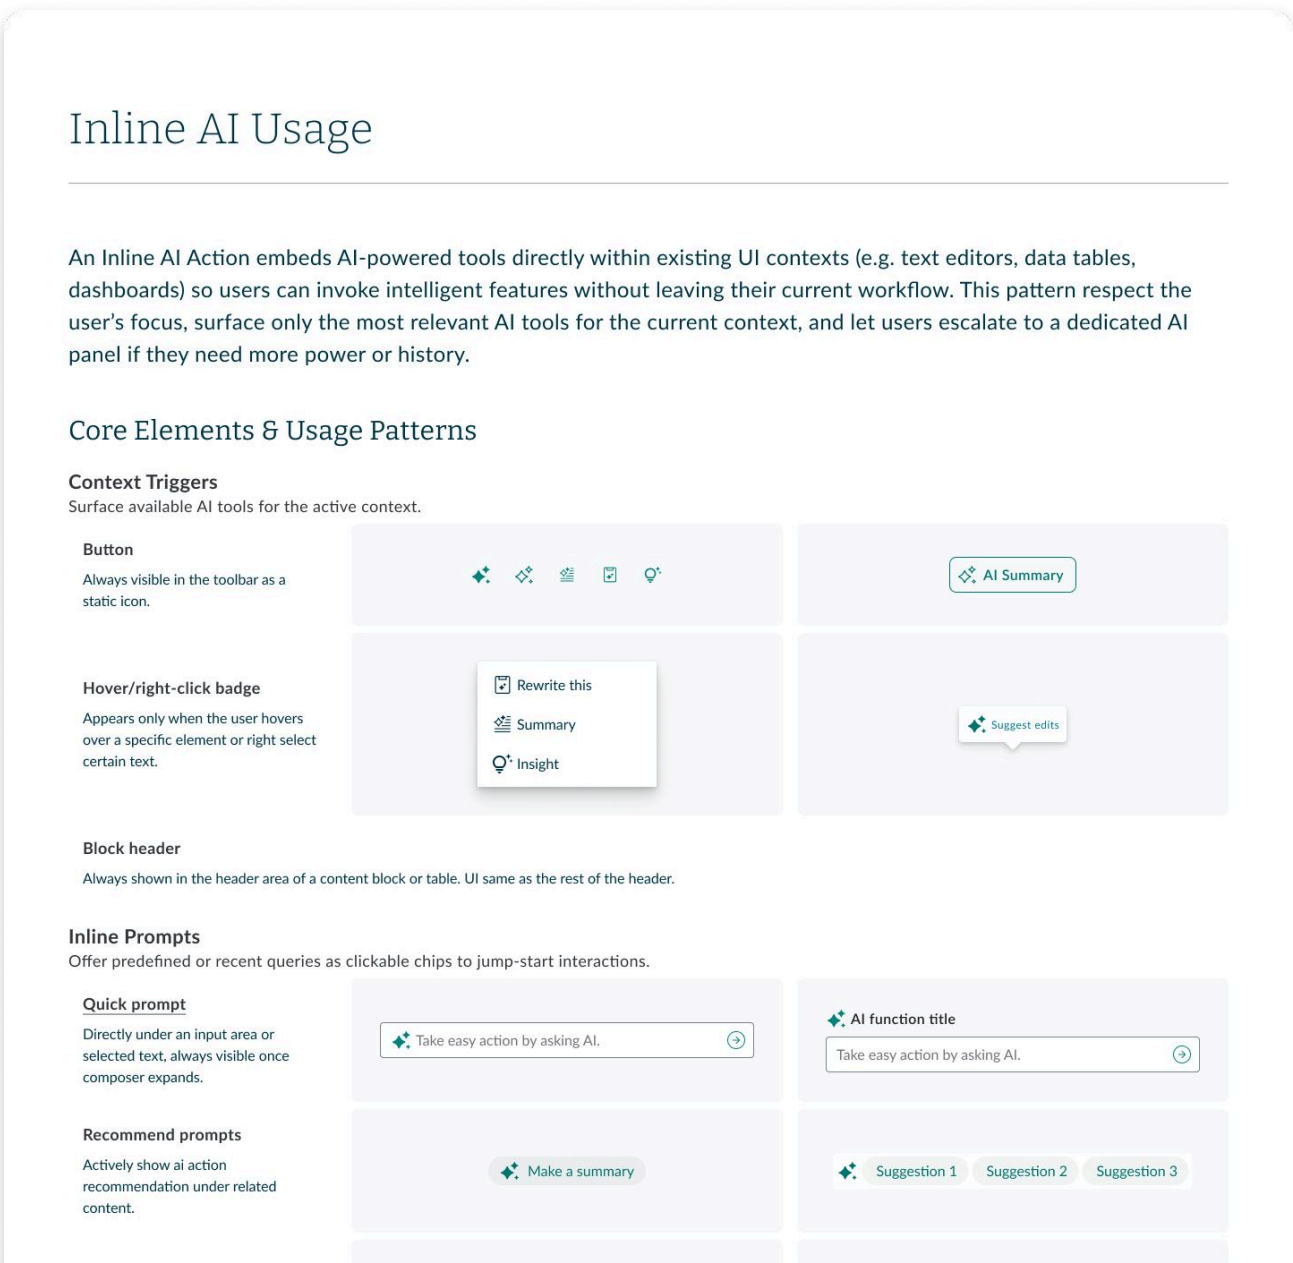 Inline AI Usage
An Inline AI Action embeds AI-powered tools directly within existing UI contexts (e.g. text editors, data tables,
dashboards) so users can invoke intelligent features without leaving their current workflow. This pattern respect the
user’s focus, surface only the most relevant AI tools for the current context, and let users escalate to a dedicated AI
panel if they need more power or history.
Core Elements & Usage Patterns
Context Triggers
Surface available AI tools for the active context.
Button
Always visible in the toolbar as a
static icon.
AI Summary
Hover/right-click badge
Appears only when the user hovers
over a specific element or right select
certain text.
Rewrite this
Summary
Insight
Suggest edits
Block header
Always shown in the header area of a content block or table. UI same as the rest of the header.
Inline Prompts
Offer predefined or recent queries as clickable chips to jump-start interactions.
Quick prompt
Directly under an input area or
selected text, always visible once
composer expands.
Take easy action by asking AI.
AI function title
Take easy action by asking AI.
Recommend prompts
Actively show ai action
recommendation under related
content.
Make a summary
Suggestion 1
Suggestion 2
Suggestion 3